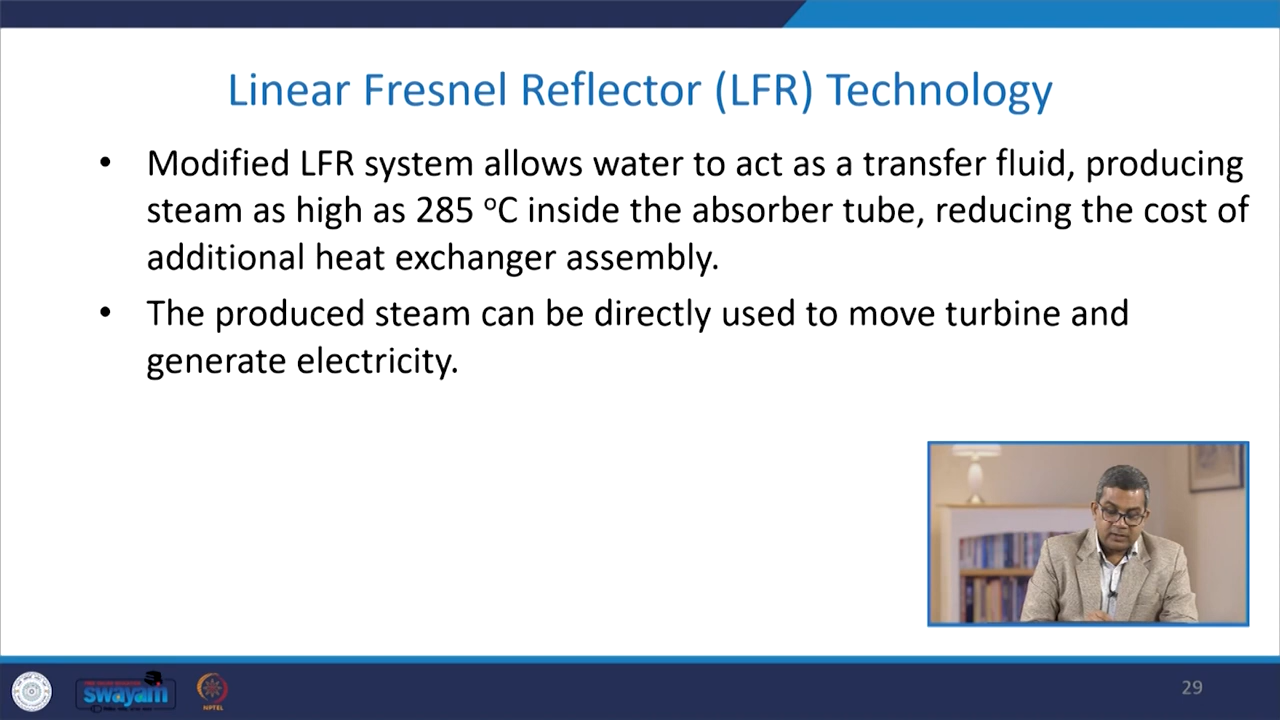 Linear Fresnel Reflector (LFR) Technology
• Modified LFR system allows water to act as a transfer fluid, producing
steam as high as 285 ºC inside the absorber tube, reducing the cost of
additional heat exchanger assembly.
• The produced steam can be directly used to move turbine and
generate electricity.
swayam
NPTEL
29